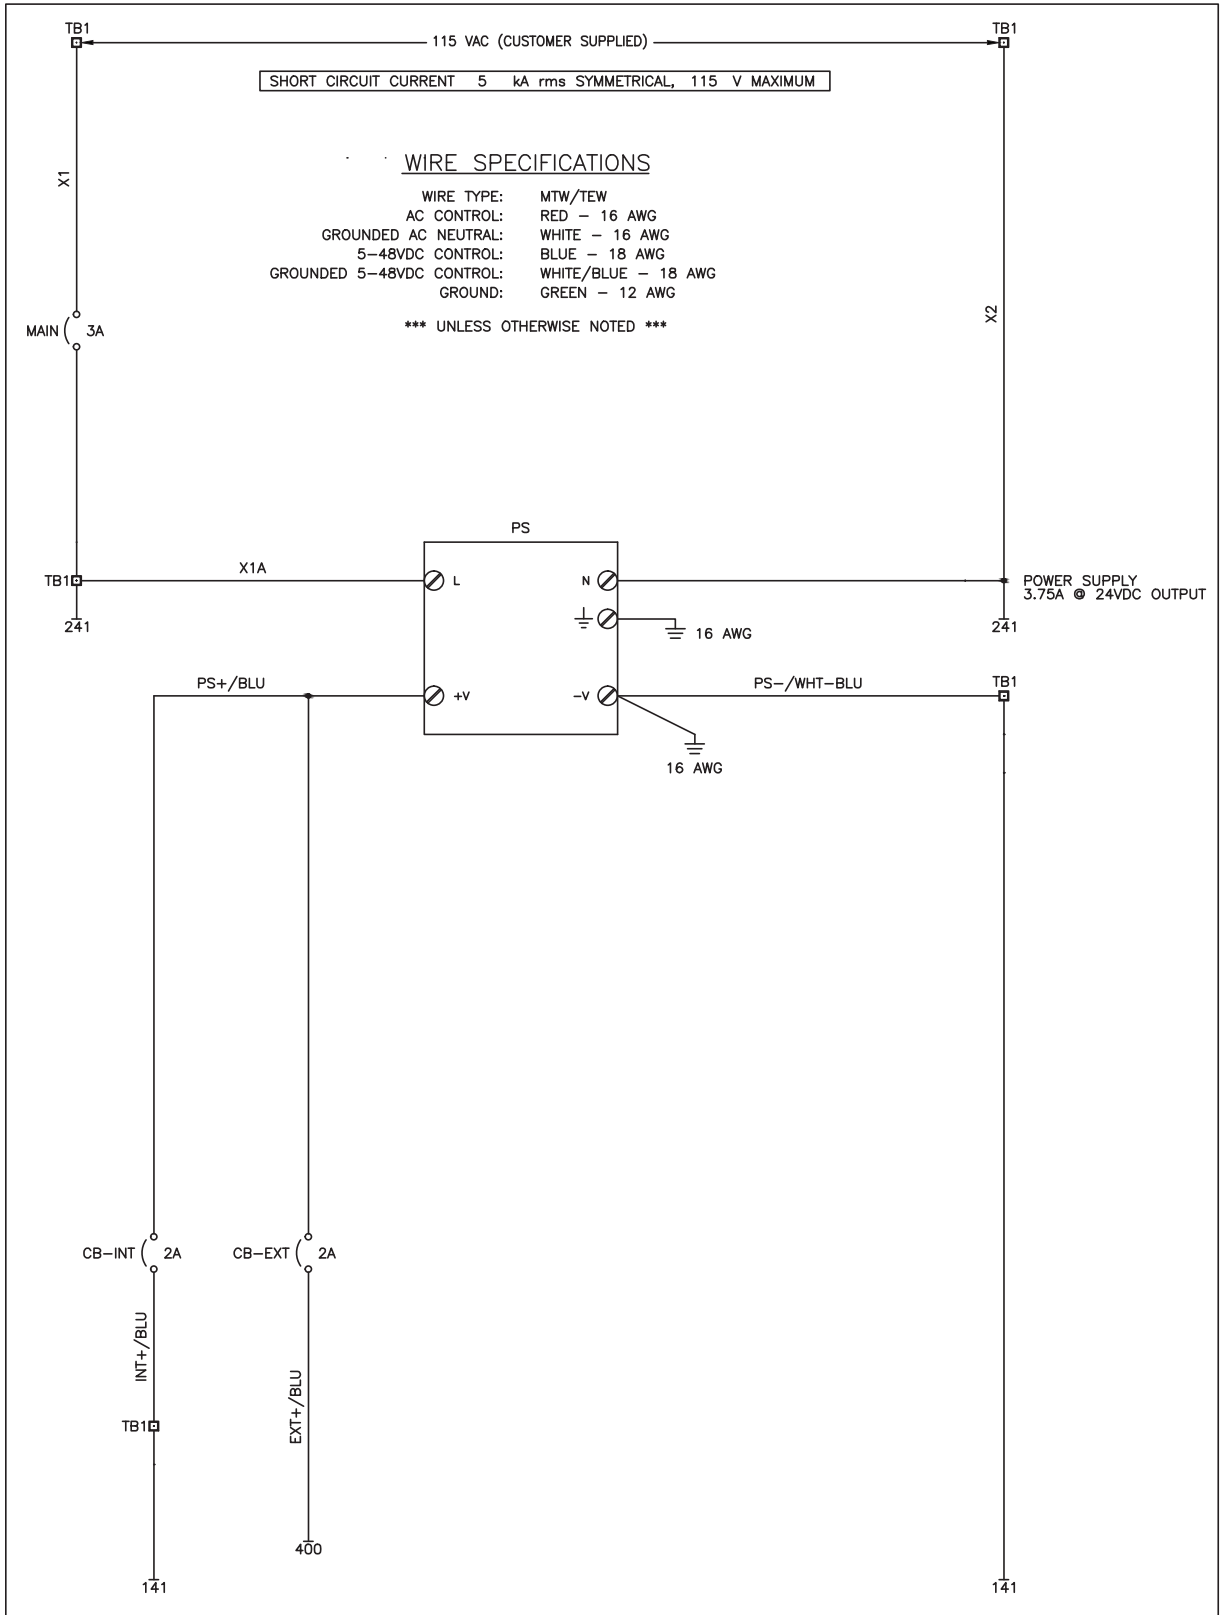 TB1
115 VAC (CUSTOMER SUPPLIED)
TB1
SHORT CIRCUIT CURRENT 5 kA rms SYMMETRICAL, 115 V MAXIMUM
WIRE SPECIFICATIONS
WIRE TYPE: MTW/TEW
AC CONTROL: RED – 16 AWG
GROUNDED AC NEUTRAL: WHITE – 16 AWG
5–48VDC CONTROL: BLUE – 18 AWG
GROUNDED 5–48VDC CONTROL: WHITE/BLUE – 18 AWG
GROUND: GREEN – 12 AWG
*** UNLESS OTHERWISE NOTED ***
X1
X2
MAIN 3A
PS
TB1
X1A
L
N
POWER SUPPLY
3.75A @ 24VDC OUTPUT
241
16 AWG
241
PS+/BLU
+V
–V
PS–/WHT–BLU
TB1
16 AWG
CB–INT 2A
CB–EXT 2A
INT+/BLU
EXT+/BLU
TB1
400
141
141